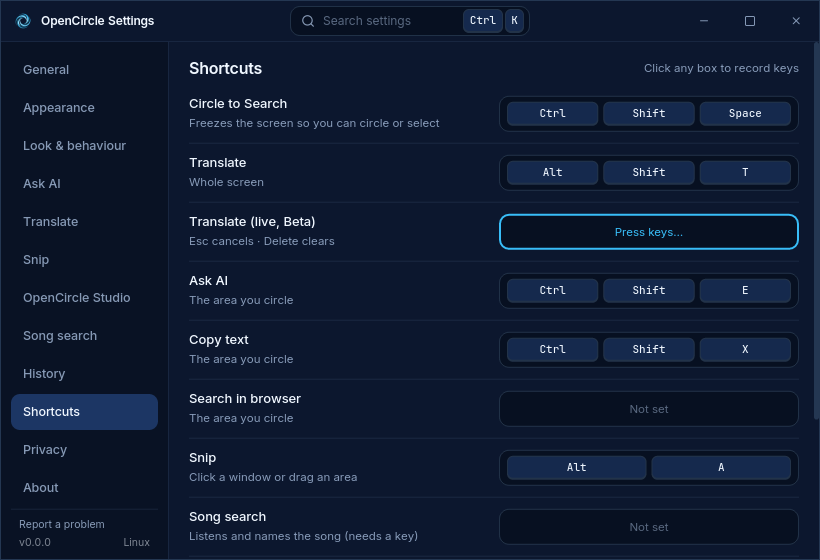 OpenCircle Settings
Search settings Ctrl K
General
Appearance
Look & behaviour
Ask AI
Translate
Snip
OpenCircle Studio
Song search
History
Shortcuts
Privacy
About
Report a problem
v0.0.0 Linux
Shortcuts Click any box to record keys
Circle to Search
Freezes the screen so you can circle or select
Ctrl Shift Space
Translate
Whole screen
Alt Shift T
Translate (live, Beta)
Esc cancels · Delete clears
Press keys...
Ask AI
The area you circle
Ctrl Shift E
Copy text
The area you circle
Ctrl Shift X
Search in browser
The area you circle
Not set
Snip
Click a window or drag an area
Alt A
Song search
Listens and names the song (needs a key)
Not set